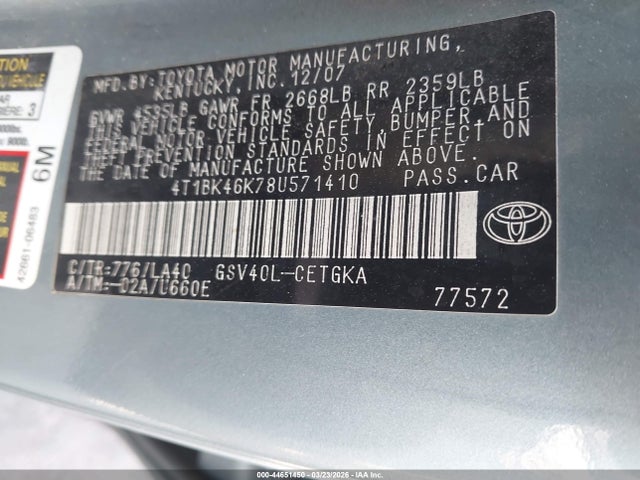 MFD.BY:TOYOTA MOTOR MANUFACTURING,
KENTUCKY,INC.12/07
GVWR 4535LB GAWR FR 2668LB RR 2359LB
THIS VEHICLE CONFORMS TO ALL APPLICABLE
FEDERAL MOTOR VEHICLE SAFETY,BUMPER,AND
THEFT PREVENTION STANDARDS IN EFFECT ON
THE DATE OF MANUFACTURE SHOWN ABOVE.
4T1BK46K78U571410 PASS.CAR
C/TR:776/LA40 GSV40L-CETGKA
A/TM:-02A/U660E
77572
3
6M
42661-06483
000-44651450 - 03/23/2026 - © IAA, Inc.